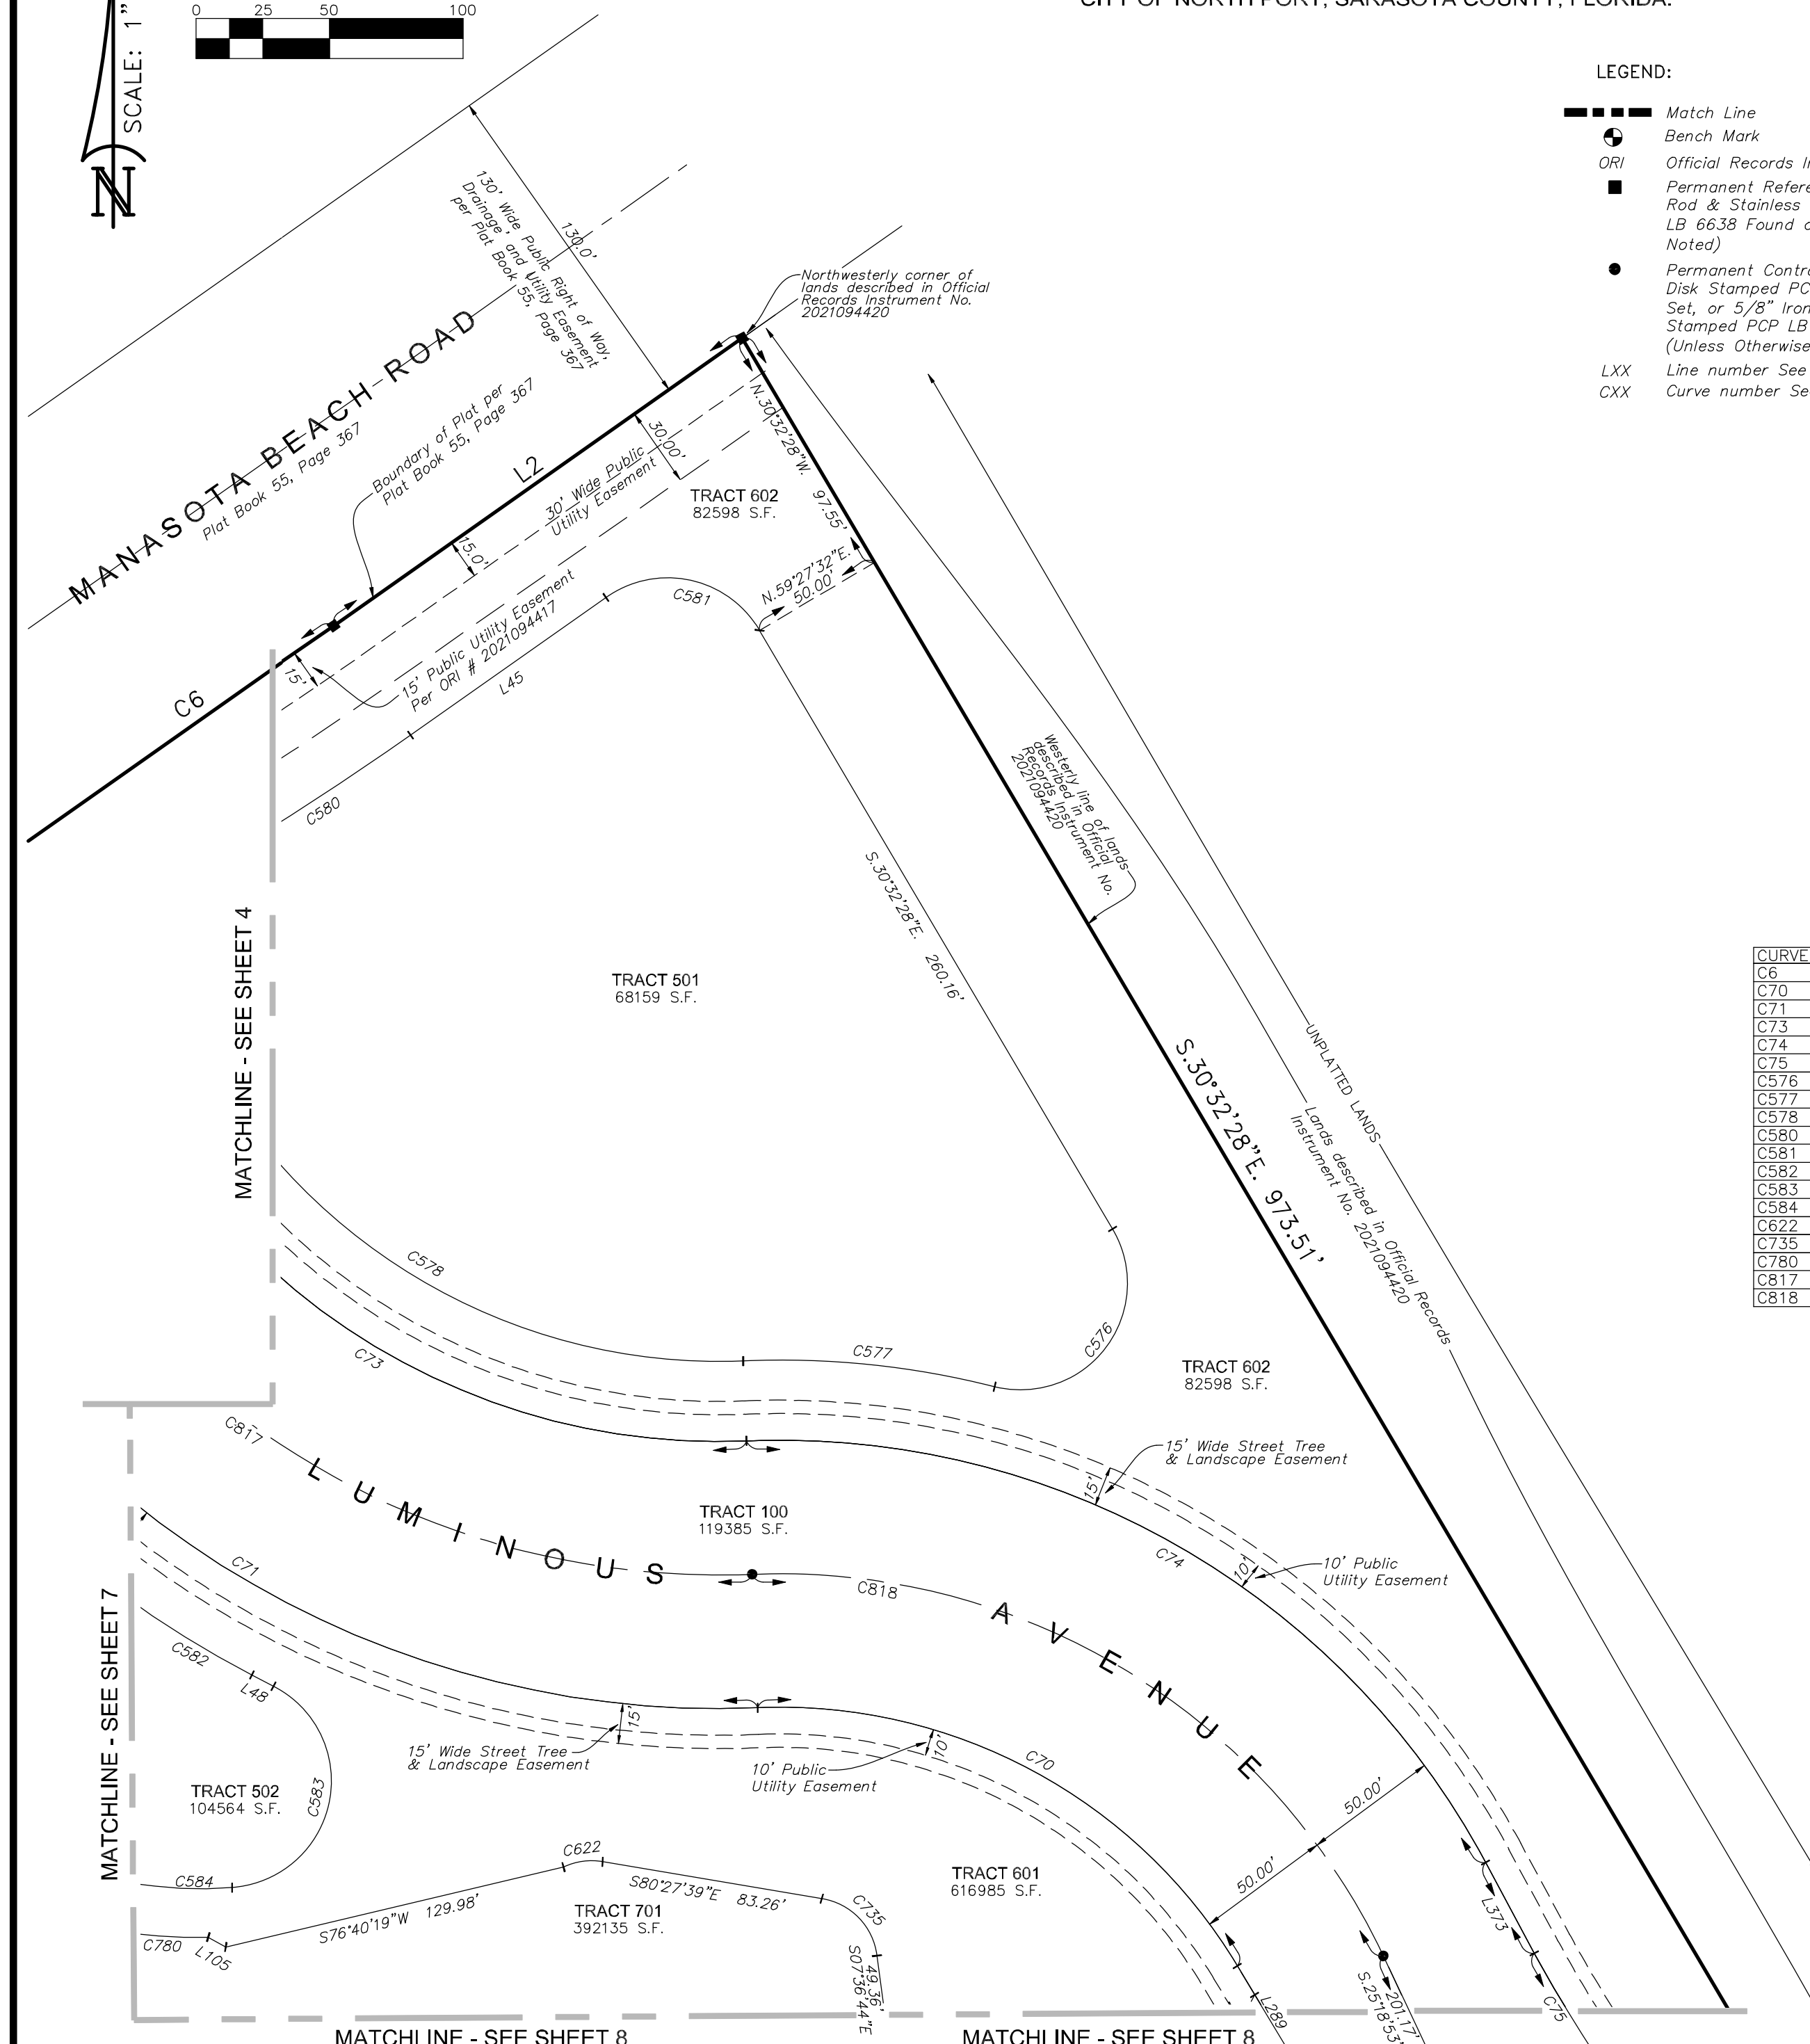 CITY OF NORTH PORT, SARASOTA COUNTY, FLORIDA.
0 25 50 100
SCALE: 1"
N
LEGEND:
Match Line
Bench Mark
ORI Official Records
Rod & Stainless
LB 6638 Found
Noted)
Disk Stamped
Set, or 5/8" Iron
Stamped PCP LB
(Unless Otherwise
LXX Line number See
CXX Curve number
130' Wide Public Right of Way,
Drainage, and Utility Easement
per Plat Book 55, Page 367
130.0'
Northwesterly corner of
lands described in Official
Records Instrument No.
2021094420
MANASOTA BEACH ROAD
Plat Book 55, Page 367
Boundary of Plat per
Plat Book 55, Page 367
L2
30.00'
30' Wide Public
Utility Easement
TRACT 602
82598 S.F.
N.30°32'28"W. 97.55'
15.0'
N.59°27'32"E.
50.00'
C581
15' Public Utility Easement
Per ORI # 2021094417
L45
15'
C6
C580
Westerly line of lands
described in Official
Records Instrument No.
2021094420
S.30°32'28"E. 260.16'
MATCHLINE - SEE SHEET 4
TRACT 501
68159 S.F.
CURVE
C6
C70
C71
C73
C74
C75
C576
C577
C578
C580
C581
C582
C583
C584
C622
C735
C780
C817
C818
UNPLATTED LANDS
S.30°32'28"E. 973.51'
Lands described in Official Records
Instrument No. 2021094420
C578
C73
C577
C576
TRACT 602
82598 S.F.
C817
LUMINOUS AVENUE
15' Wide Street Tree
& Landscape Easement
15'
TRACT 100
119385 S.F.
C74
10'
10' Public
Utility Easement
C71
C818
MATCHLINE - SEE SHEET 7
C582
L48
15'
15' Wide Street Tree
& Landscape Easement
10'
10' Public
Utility Easement
C70
TRACT 502
104564 S.F.
C583
50.00'
50.00'
C622
C584
S80°27'39"E 83.26'
TRACT 601
616985 S.F.
S76°40'19"W 129.98'
TRACT 701
392135 S.F.
C735
L373
C780
L105
49.36'
S07°36'44"E
L289
201.17'
S.25°18'53"
C75
MATCHLINE - SEE SHEET 8
MATCHLINE - SEE SHEET 8